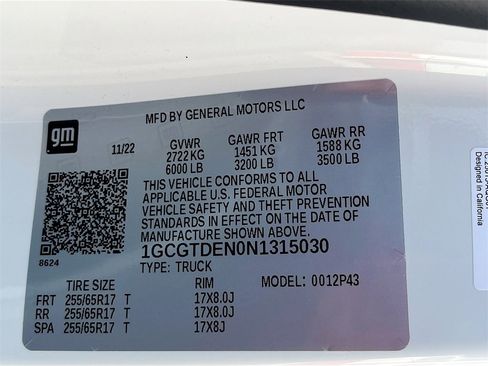 MFD BY GENERAL MOTORS LLC
gm
11/22 GVWR GAWR FRT GAWR RR
2722 KG 1451 KG 1588 KG
6000 LB 3200 LB 3500 LB
THIS VEHICLE CONFORMS TO ALL
APPLICABLE U.S. FEDERAL MOTOR
VEHICLE SAFETY AND THEFT PREVENTION
STANDARDS IN EFFECT ON THE DATE OF
MANUFACTURE SHOWN ABOVE.
8624
1GCGTDEN0N1315030
TYPE: TRUCK MODEL: 0012P43
TIRE SIZE RIM
FRT 255/65R17 T 17X8.0J
RR 255/65R17 T 17X8.0J
SPA 255/65R17 T 17X8J
Designed in California